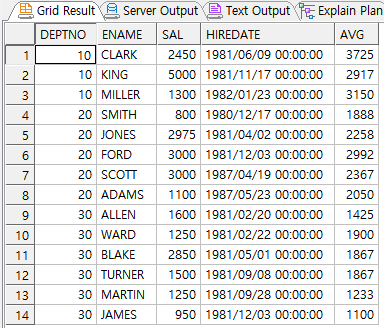 Grid Result Server Output Text Output Explain Plan
DEPTNO ENAME SAL HIREDATE AVG
1 10 CLARK 2450 1981/06/09 00:00:00 3725
2 10 KING 5000 1981/11/17 00:00:00 2917
3 10 MILLER 1300 1982/01/23 00:00:00 3150
4 20 SMITH 800 1980/12/17 00:00:00 1888
5 20 JONES 2975 1981/04/02 00:00:00 2258
6 20 FORD 3000 1981/12/03 00:00:00 2992
7 20 SCOTT 3000 1987/04/19 00:00:00 2367
8 20 ADAMS 1100 1987/05/23 00:00:00 2050
9 30 ALLEN 1600 1981/02/20 00:00:00 1425
10 30 WARD 1250 1981/02/22 00:00:00 1900
11 30 BLAKE 2850 1981/05/01 00:00:00 1867
12 30 TURNER 1500 1981/09/08 00:00:00 1867
13 30 MARTIN 1250 1981/09/28 00:00:00 1233
14 30 JAMES 950 1981/12/03 00:00:00 1100